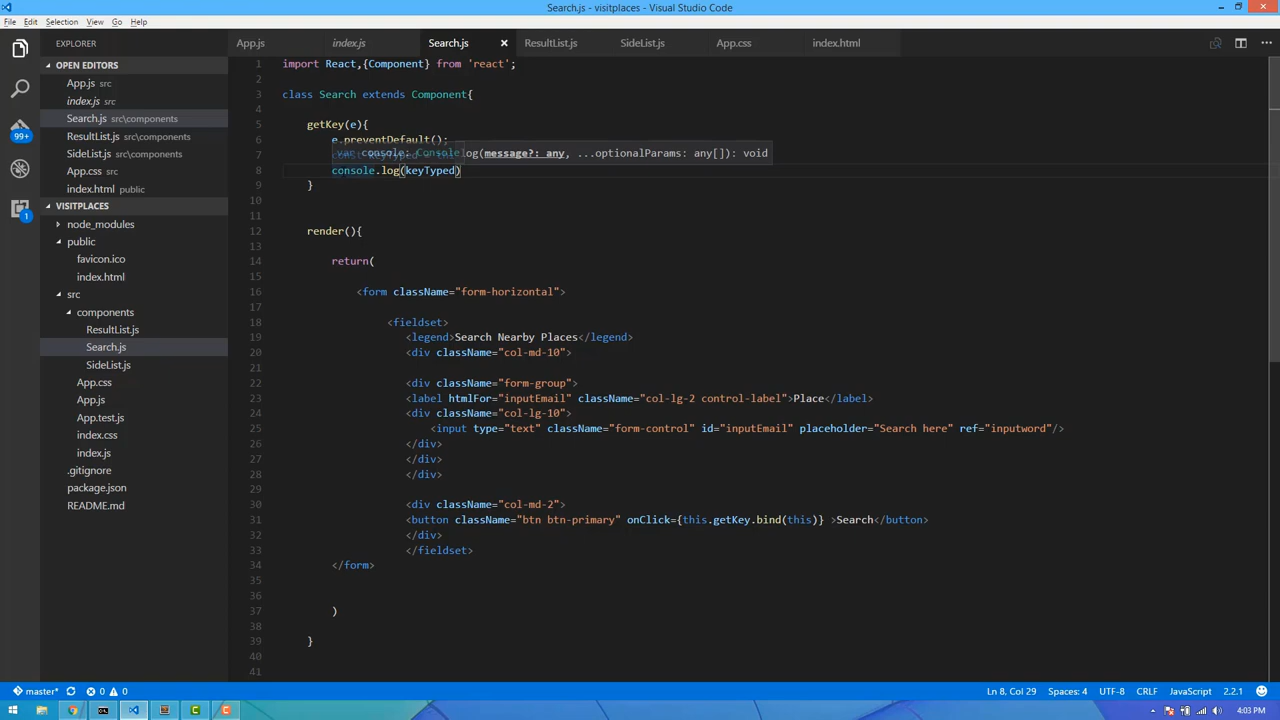 Search.js - visitplaces - Visual Studio Code
File Edit Selection View Go Help
EXPLORER
OPEN EDITORS
App.js src
index.js src
Search.js src\components
ResultList.js src\components
SideList.js src\components
App.css src
index.html src
99+
1
VISITPLACES
node_modules
public
favicon.ico
index.html
src
components
ResultList.js
Search.js
SideList.js
App.css
App.js
App.test.js
index.css
index.js
.gitignore
package.json
README.md
App.js index.js Search.js ResultList.js SideList.js App.css index.html
1 import React,{Component} from 'react';
2
3 class Search extends Component{
4
5 getKey(e){
6 e.preventDefault();
var console: Console log(message?: any, ...optionalParams: any[]): void
7 const keyTyped
8 console.log(keyTyped)
9 }
10
11
12 render(){
13
14 return(
15
16 <form className="form-horizontal">
17
18 <fieldset>
19 <legend>Search Nearby Places</legend>
20 <div className="col-md-10">
21
22 <div className="form-group">
23 <label htmlFor="inputEmail" className="col-lg-2 control-label">Place</label>
24 <div className="col-lg-10">
25 <input type="text" className="form-control" id="inputEmail" placeholder="Search here" ref="inputword"/>
26 </div>
27 </div>
28 </div>
29
30 <div className="col-md-2">
31 <button className="btn btn-primary" onClick={this.getKey.bind(this)} >Search</button>
32 </div>
33 </fieldset>
34 </form>
35
36
37 )
38
39 }
40
41
master* 0 0 Ln 8, Col 29 Spaces: 4 UTF-8 CRLF JavaScript 2.2.1
4:03 PM